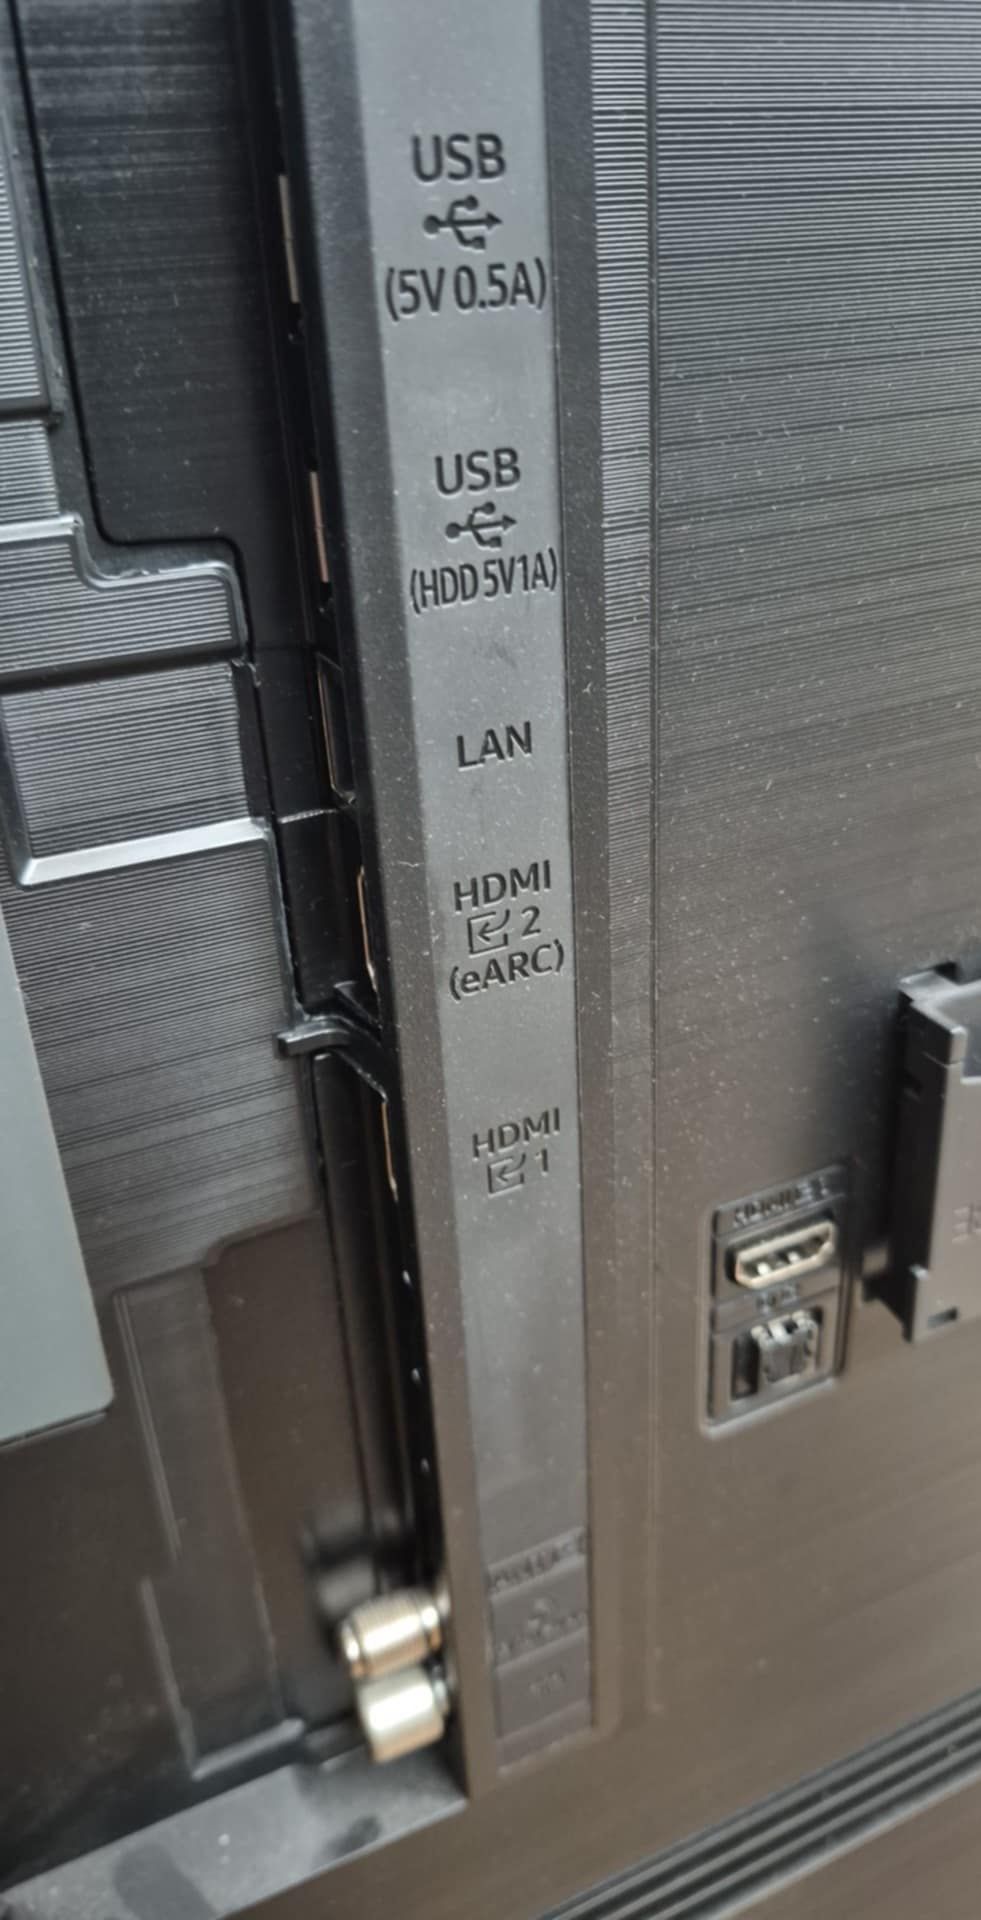 USB
(5V 0.5A)
USB
(HDD 5V1A)
LAN
HDMI
2
(eARC)
HDMI
1